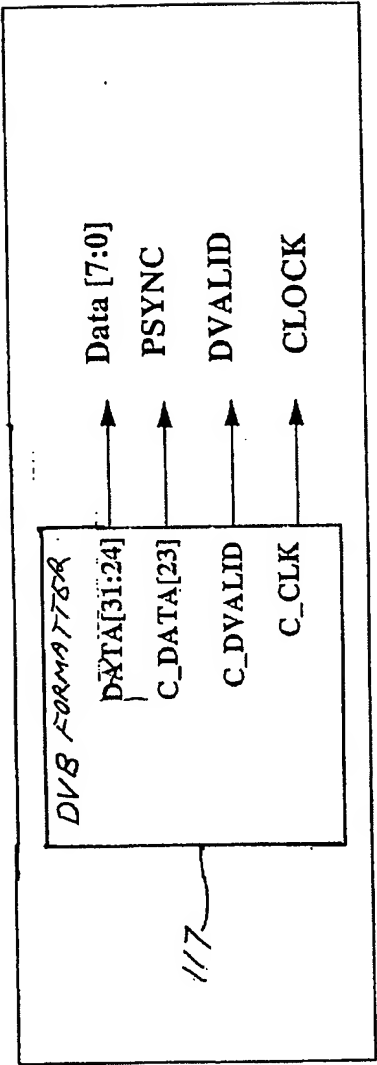 DVB FORMATTER
DATA[31:24] Data [7:0]
C_DATA[23] PSYNC
C_DVALID DVALID
C_CLK CLOCK
117